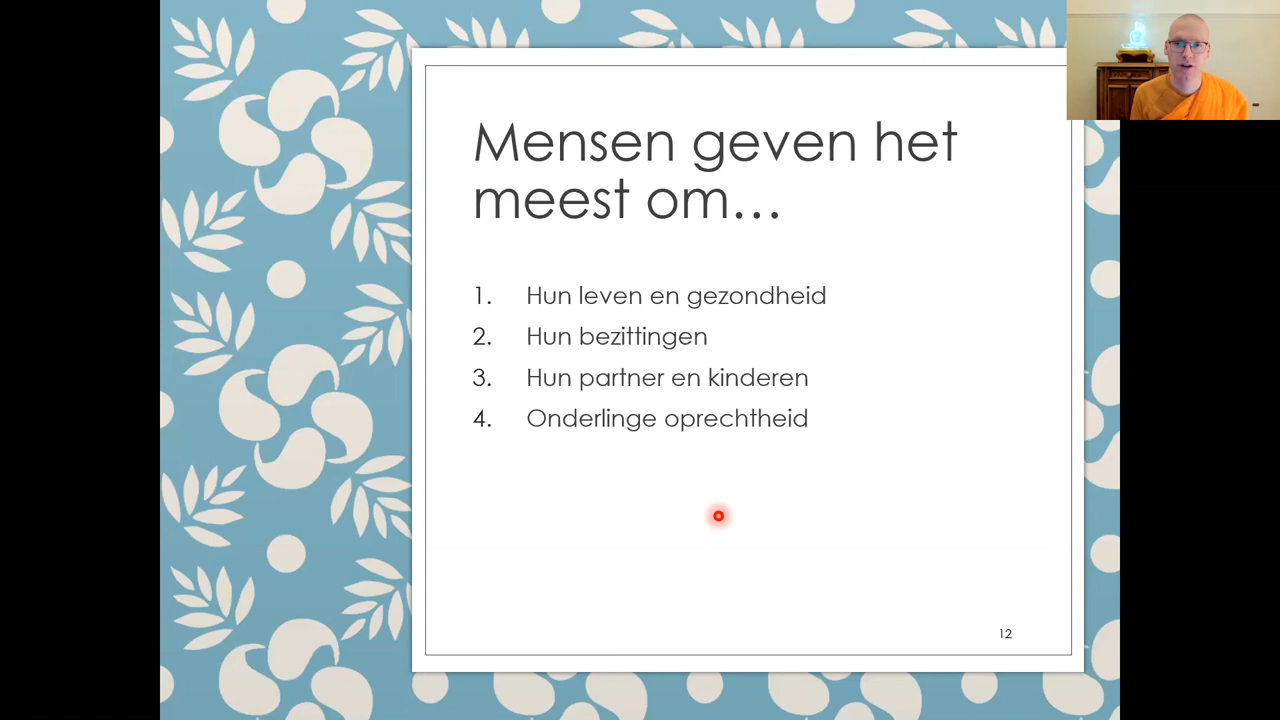 Mensen geven het
meest om…
1. Hun leven en gezondheid
2. Hun bezittingen
3. Hun partner en kinderen
4. Onderlinge oprechtheid
12